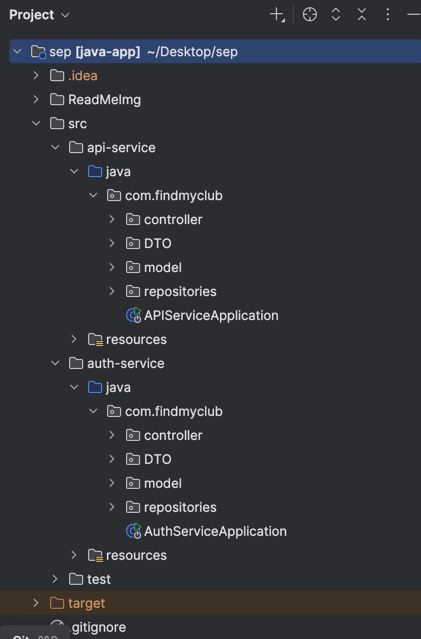 Project
sep [java-app] ~/Desktop/sep
.idea
ReadMeImg
src
api-service
java
com.findmyclub
controller
DTO
model
repositories
APIServiceApplication
resources
auth-service
java
com.findmyclub
controller
DTO
model
repositories
AuthServiceApplication
resources
test
target
.gitignore